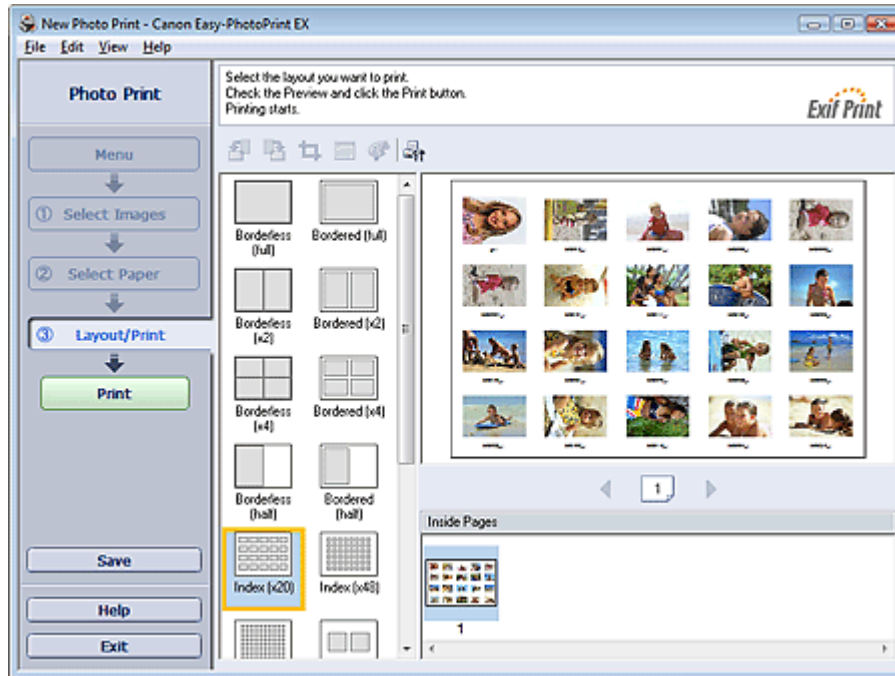 New Photo Print - Canon Easy-PhotoPrint EX
File Edit View Help
Photo Print
Select the layout you want to print.
Check the Preview and click the Print button.
Printing starts.
Exif Print
Menu
① Select Images
② Select Paper
③ Layout/Print
Print
Save
Help
Exit
Borderless (full)
Bordered (full)
Borderless (x2)
Bordered (x2)
Borderless (x4)
Bordered (x4)
Borderless (half)
Bordered (half)
Index (x20)
Index (x48)
1
Inside Pages
1